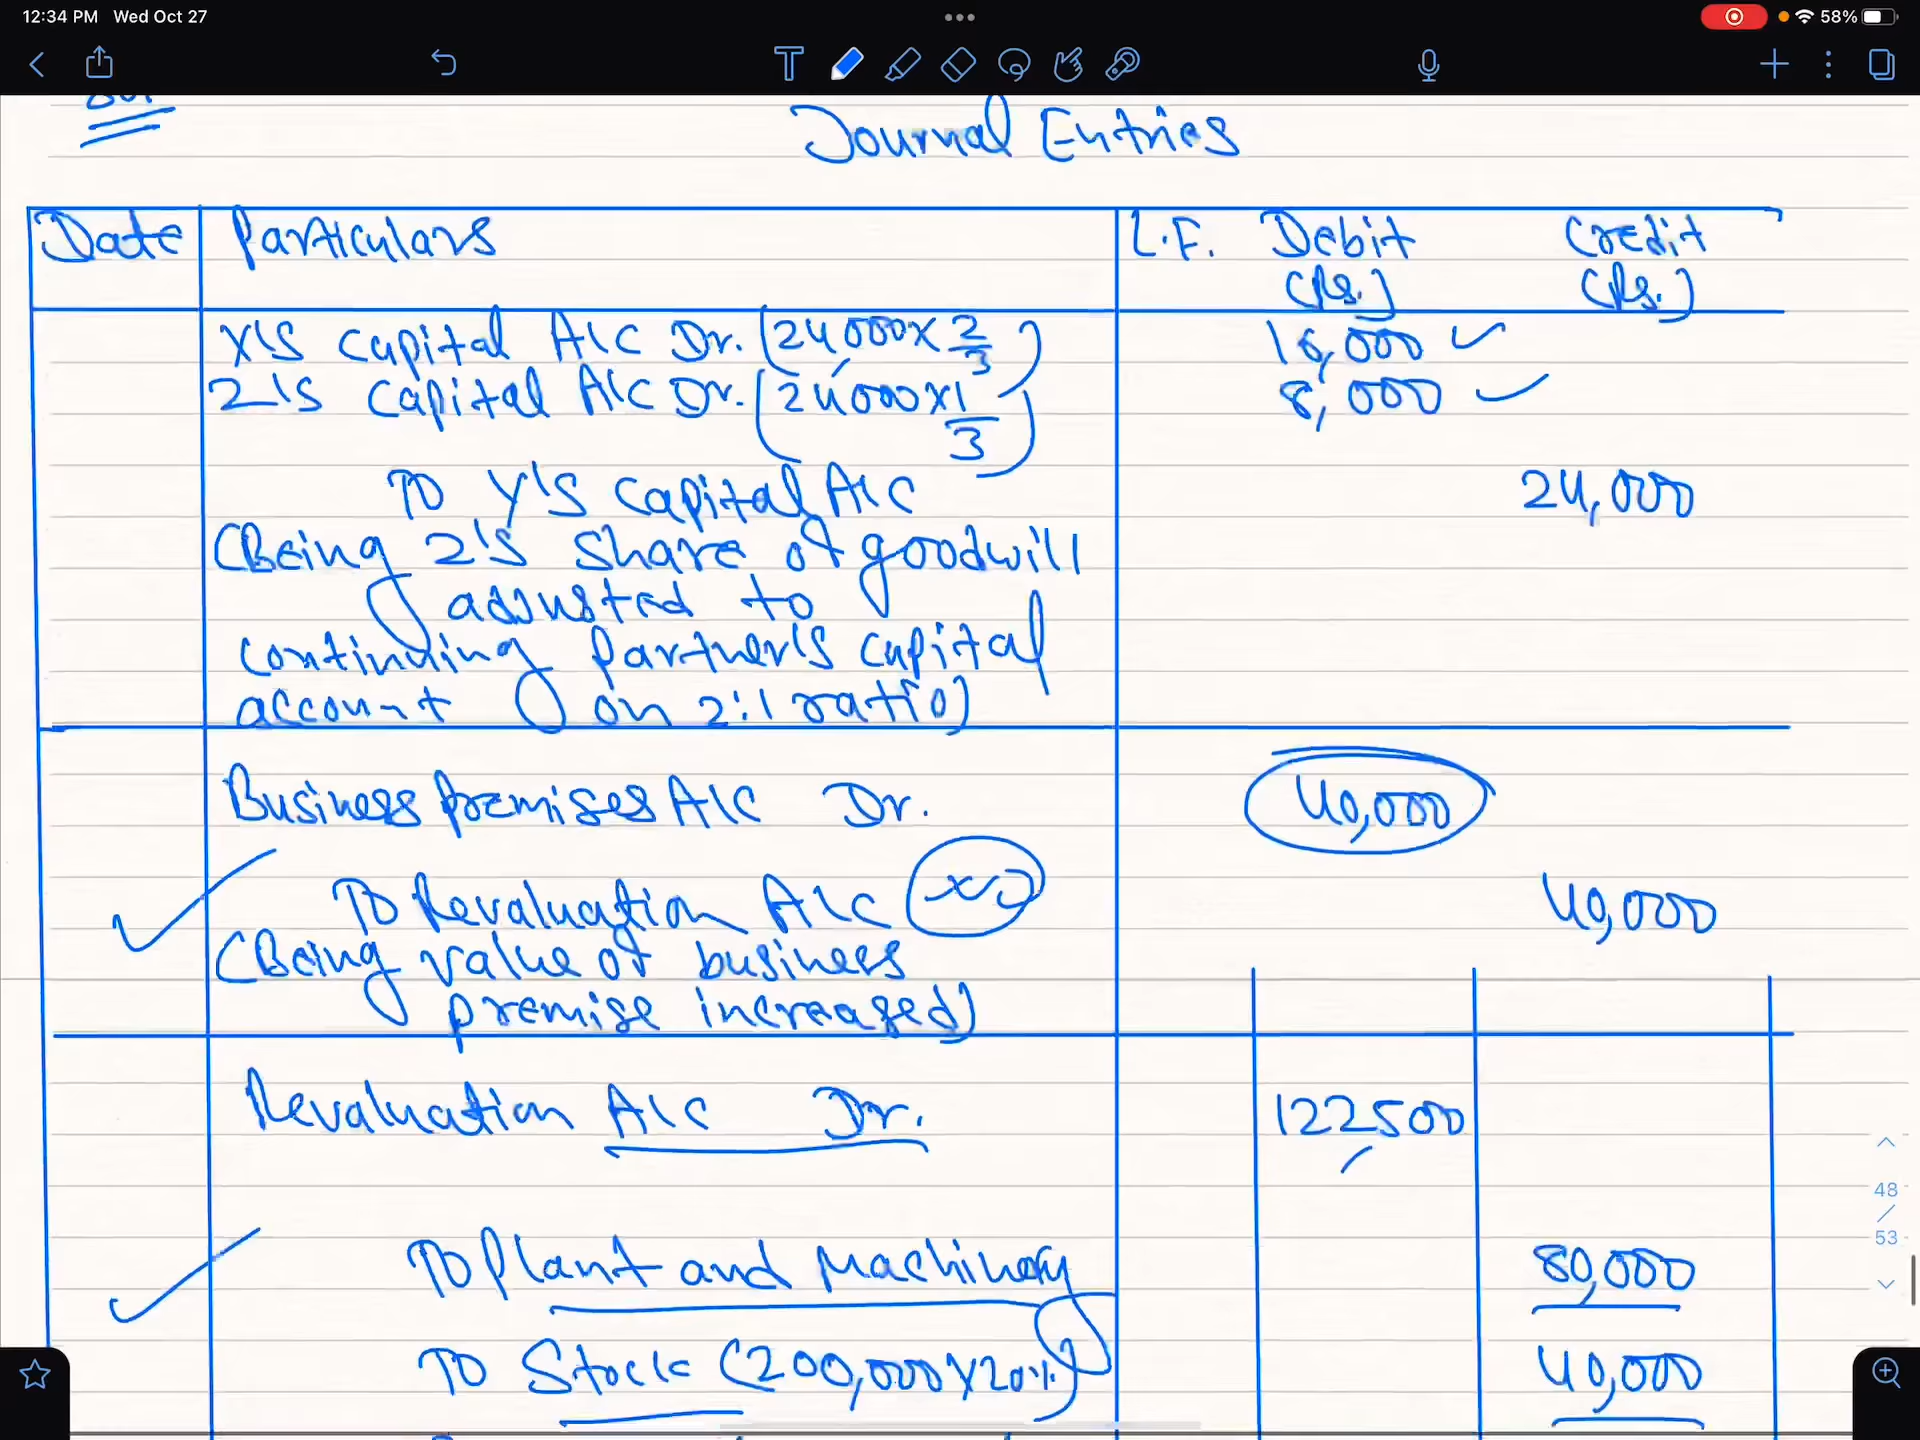 12:34 PM Wed Oct 27
58%
Journal Entries
Date Particulars L.F. Debit (Rs.) Credit (Rs.)
X's capital A/C Dr. (24,000 x 2/3) 16,000
Z's capital A/C Dr. (24000 x 1/3) 8,000
To Y's capital A/C 24,000
(Being Z's share of goodwill
adjusted to
continuing partner's capital
account on 2:1 ratio)
Business premises A/C Dr. 40,000
To Revaluation A/C 40,000
(Being value of business
premise increased)
Revaluation A/C Dr. 122500
To Plant and Machinery 80,000
To Stock (200,000 x 20%) 40,000
48
/
53